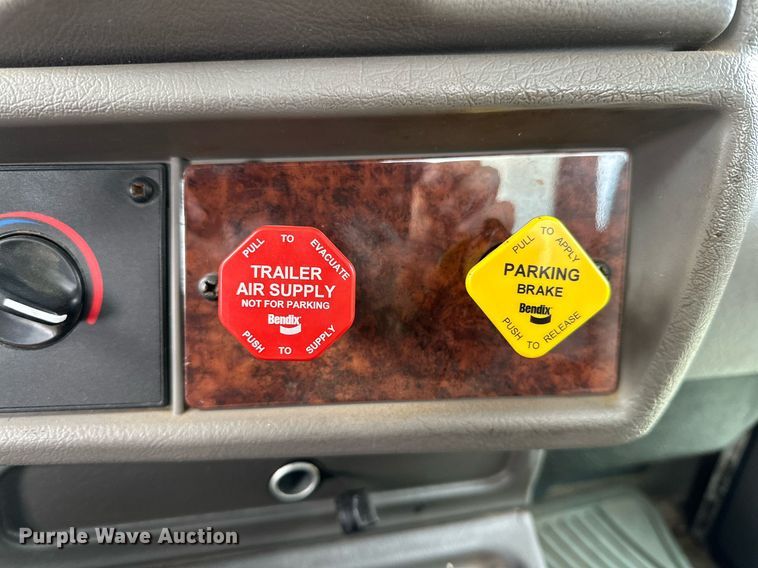 PULL TO EVACUATE
TRAILER
AIR SUPPLY
NOT FOR PARKING
Bendix
PUSH TO SUPPLY
PULL TO APPLY
PARKING
BRAKE
Bendix
PUSH TO RELEASE
Purple Wave Auction